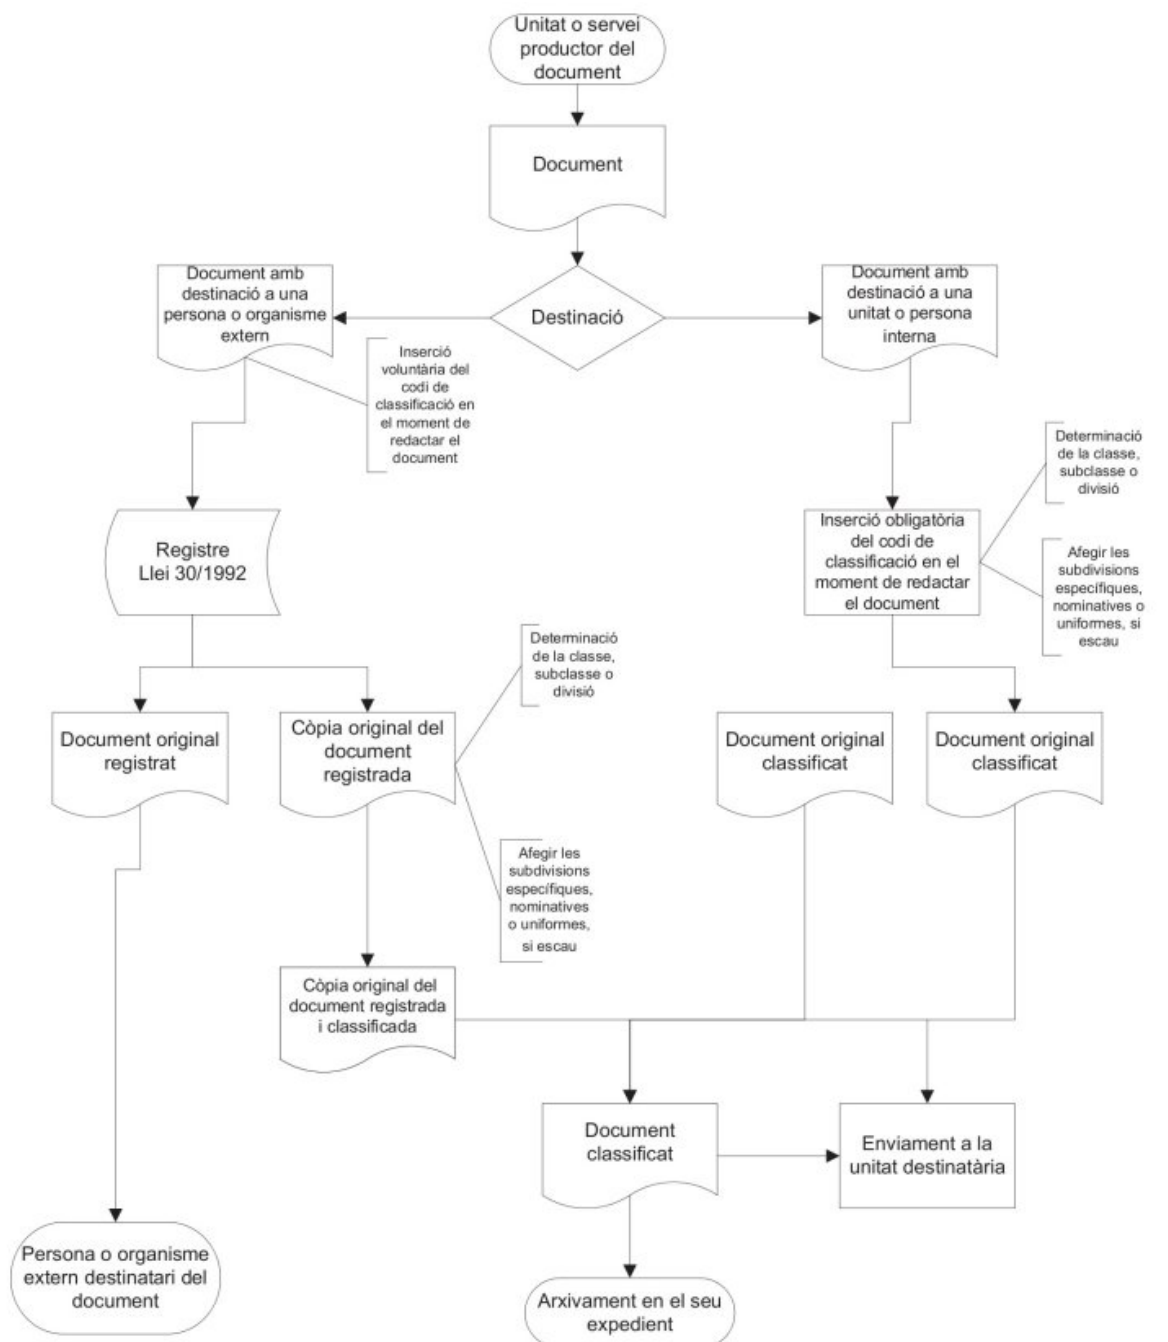 Unitat o servei
productor del
document
Document
Destinació
Document amb
destinació a una
persona o organisme
extern
Document amb
destinació a una
unitat o persona
interna
Inserció
voluntària del
codi de
classificació en
el moment de
redactar el
document
Determinació
de la classe,
subclasse o
divisió
Registre
Llei 30/1992
Inserció obligatòria
del codi de
classificació en el
moment de redactar
el document
Afegir les
subdivisions
específiques,
nominatives o
uniformes, si
escau
Determinació
de la classe,
subclasse o
divisió
Document original
registrat
Còpia original del
document
registrada
Document original
classificat
Document original
classificat
Afegir les
subdivisions
específiques,
nominatives
o uniformes,
si escau
Còpia original del
document registrada
i classificada
Document
classificat
Enviament a la
unitat destinatària
Persona o organisme
extern destinatari del
document
Arxivament en el seu
expedient